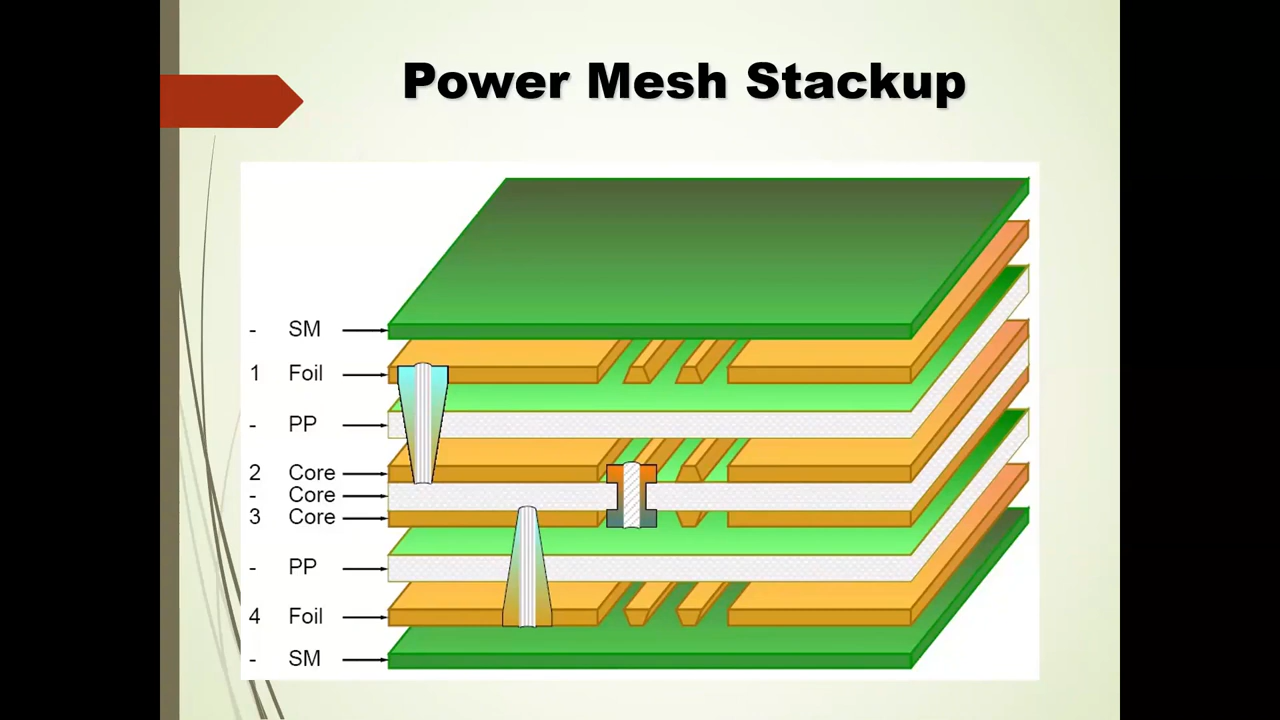 Power Mesh Stackup
- SM
1 Foil
- PP
2 Core
- Core
3 Core
- PP
4 Foil
- SM